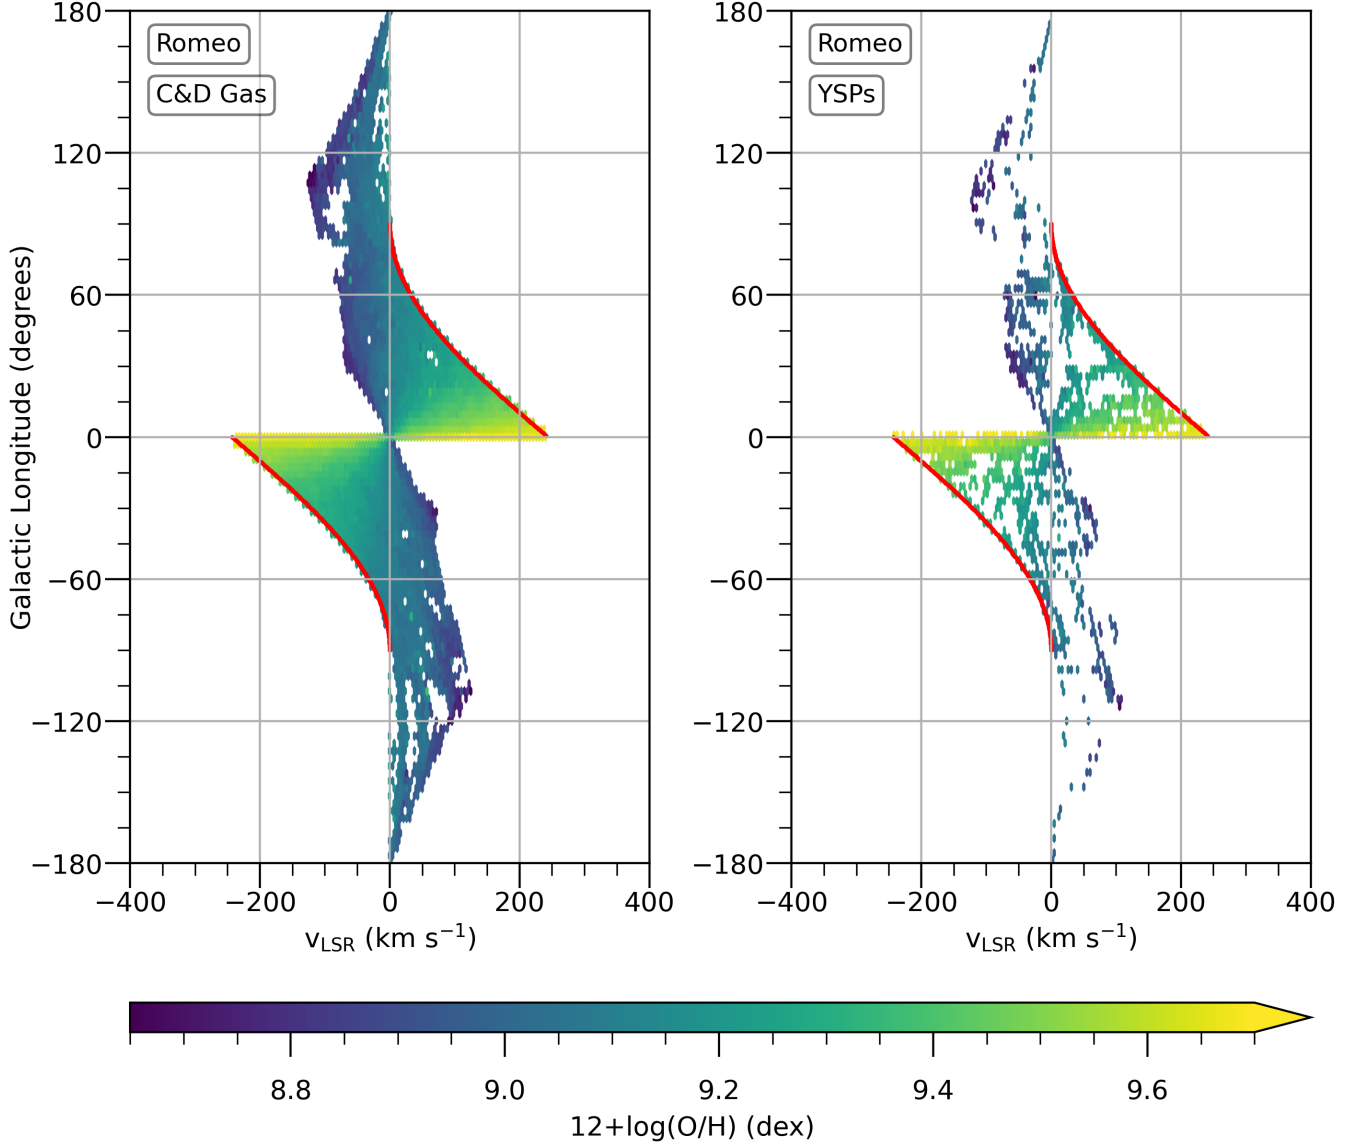 Romeo
C&D Gas
180
120
60
0
−60
−120
−180
−400 −200 0 200 400
v_LSR (km s⁻¹)
Galactic Longitude (degrees)
Romeo
YSPs
180
120
60
0
−60
−120
−180
−400 −200 0 200 400
v_LSR (km s⁻¹)
8.8 9.0 9.2 9.4 9.6
12+log(O/H) (dex)